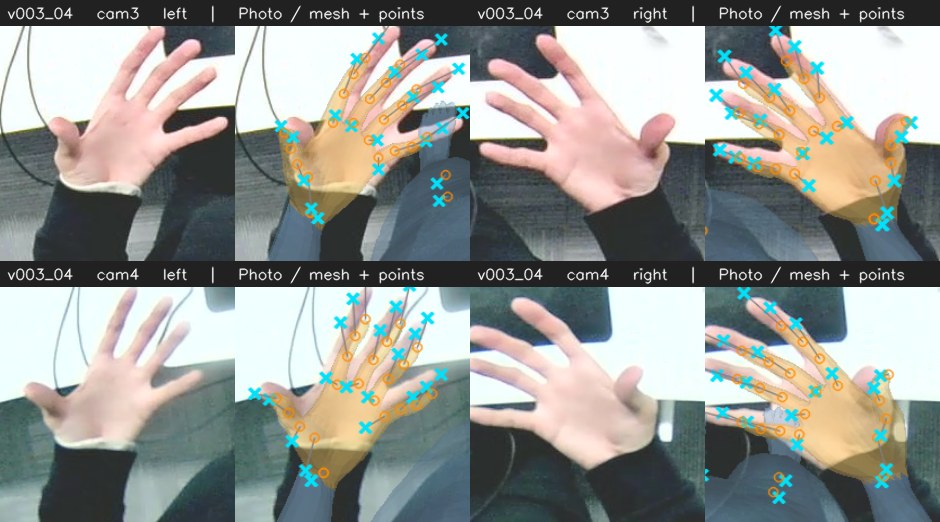 v003_04 cam3 left | Photo / mesh + points
v003_04 cam3 right | Photo / mesh + points
v003_04 cam4 left | Photo / mesh + points
v003_04 cam4 right | Photo / mesh + points